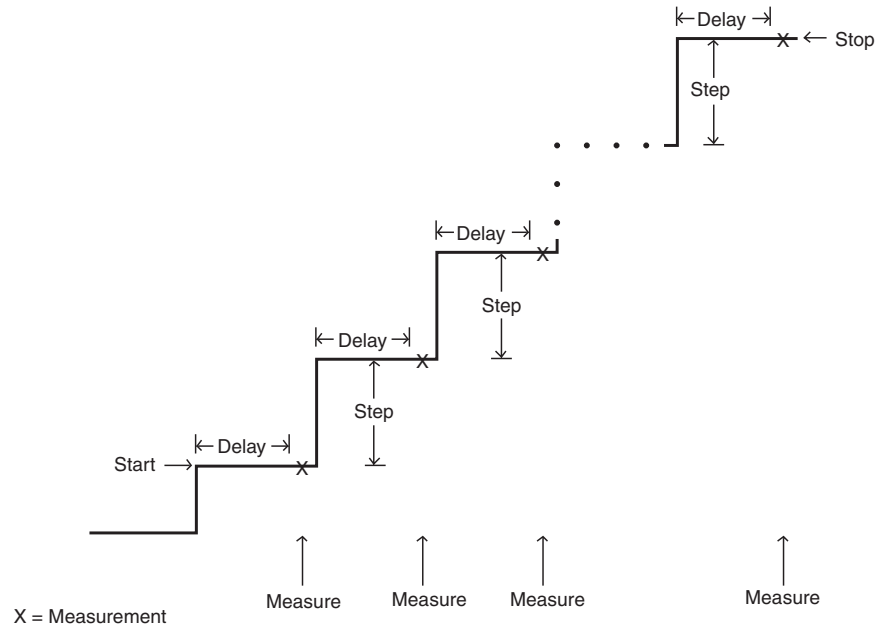 Delay
Stop
Step
Delay
Step
Delay
Step
Delay
Start
Measure Measure Measure Measure
X = Measurement